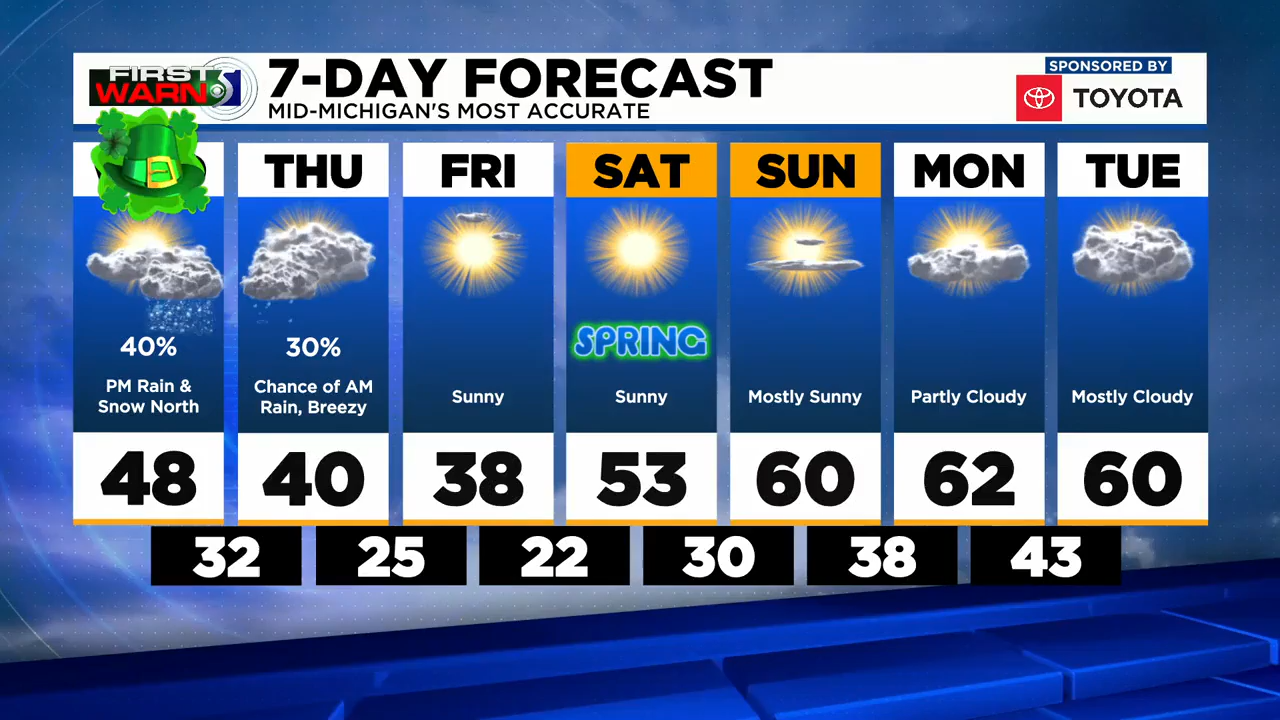 FIRST
WARN 5
7-DAY FORECAST
MID-MICHIGAN'S MOST ACCURATE
SPONSORED BY
TOYOTA
THU
FRI
SAT
SUN
MON
TUE
SPRING
40%
30%
PM Rain &
Snow North
Chance of AM
Rain, Breezy
Sunny
Sunny
Mostly Sunny
Partly Cloudy
Mostly Cloudy
48
40
38
53
60
62
60
32
25
22
30
38
43